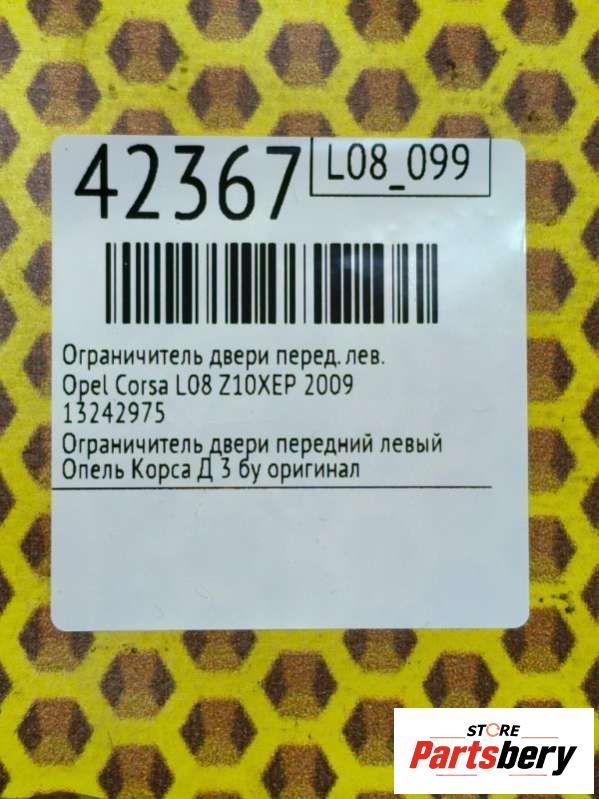 42367
L08_099
Ограничитель двери перед. лев.
Opel Corsa L08 Z10XEP 2009
13242975
Ограничитель двери передний левый
Опель Корса Д 3 бу оригинал
STORE
Partsbery